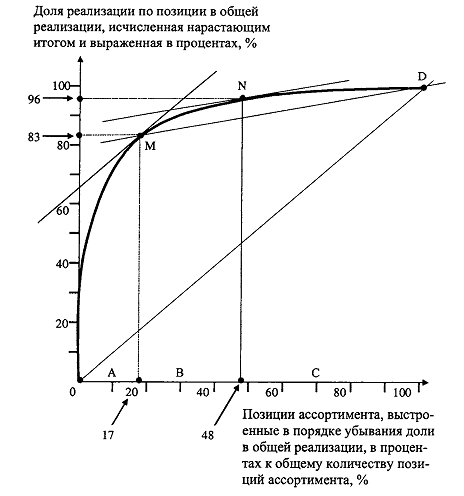 Доля реализации по позиции в общей
реализации, исчисленная нарастающим
итогом и выраженная в процентах, %
N
D
100
96
83
80
M
60
40
20
A
B
C
0
20
40
60
80
100
17
48
Позиции ассортимента, выстро-
енные в порядке убывания доли
в общей реализации, в процен-
тах к общему количеству пози-
ций ассортимента, %